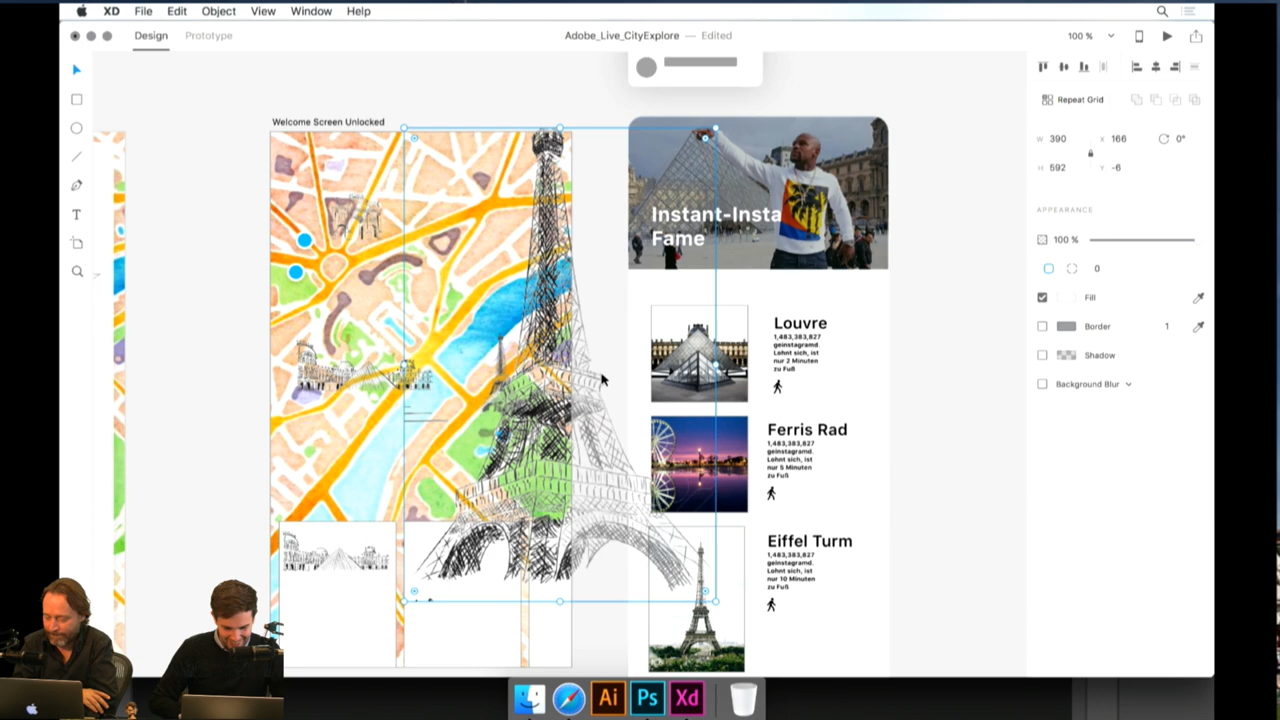 XD File Edit Object View Window Help
Design Prototype
Adobe_Live_CityExplore — Edited
100 %
Repeat Grid
W 390 X 166 0°
H 592 Y -6
APPEARANCE
100 %
0
Fill
Border 1
Shadow
Background Blur
Welcome Screen Unlocked
Instant-Insta
Fame
Louvre
1,483,383,827
geinstagramd.
Lohnt sich, ist
nur 2 Minuten
zu Fuß
Ferris Rad
1,483,383,827
geinstagramd.
Lohnt sich, ist
nur 5 Minuten
zu Fuß
Eiffel Turm
1,483,383,827
geinstagramd.
Lohnt sich, ist
nur 10 Minuten
zu Fuß
Ai Ps Xd